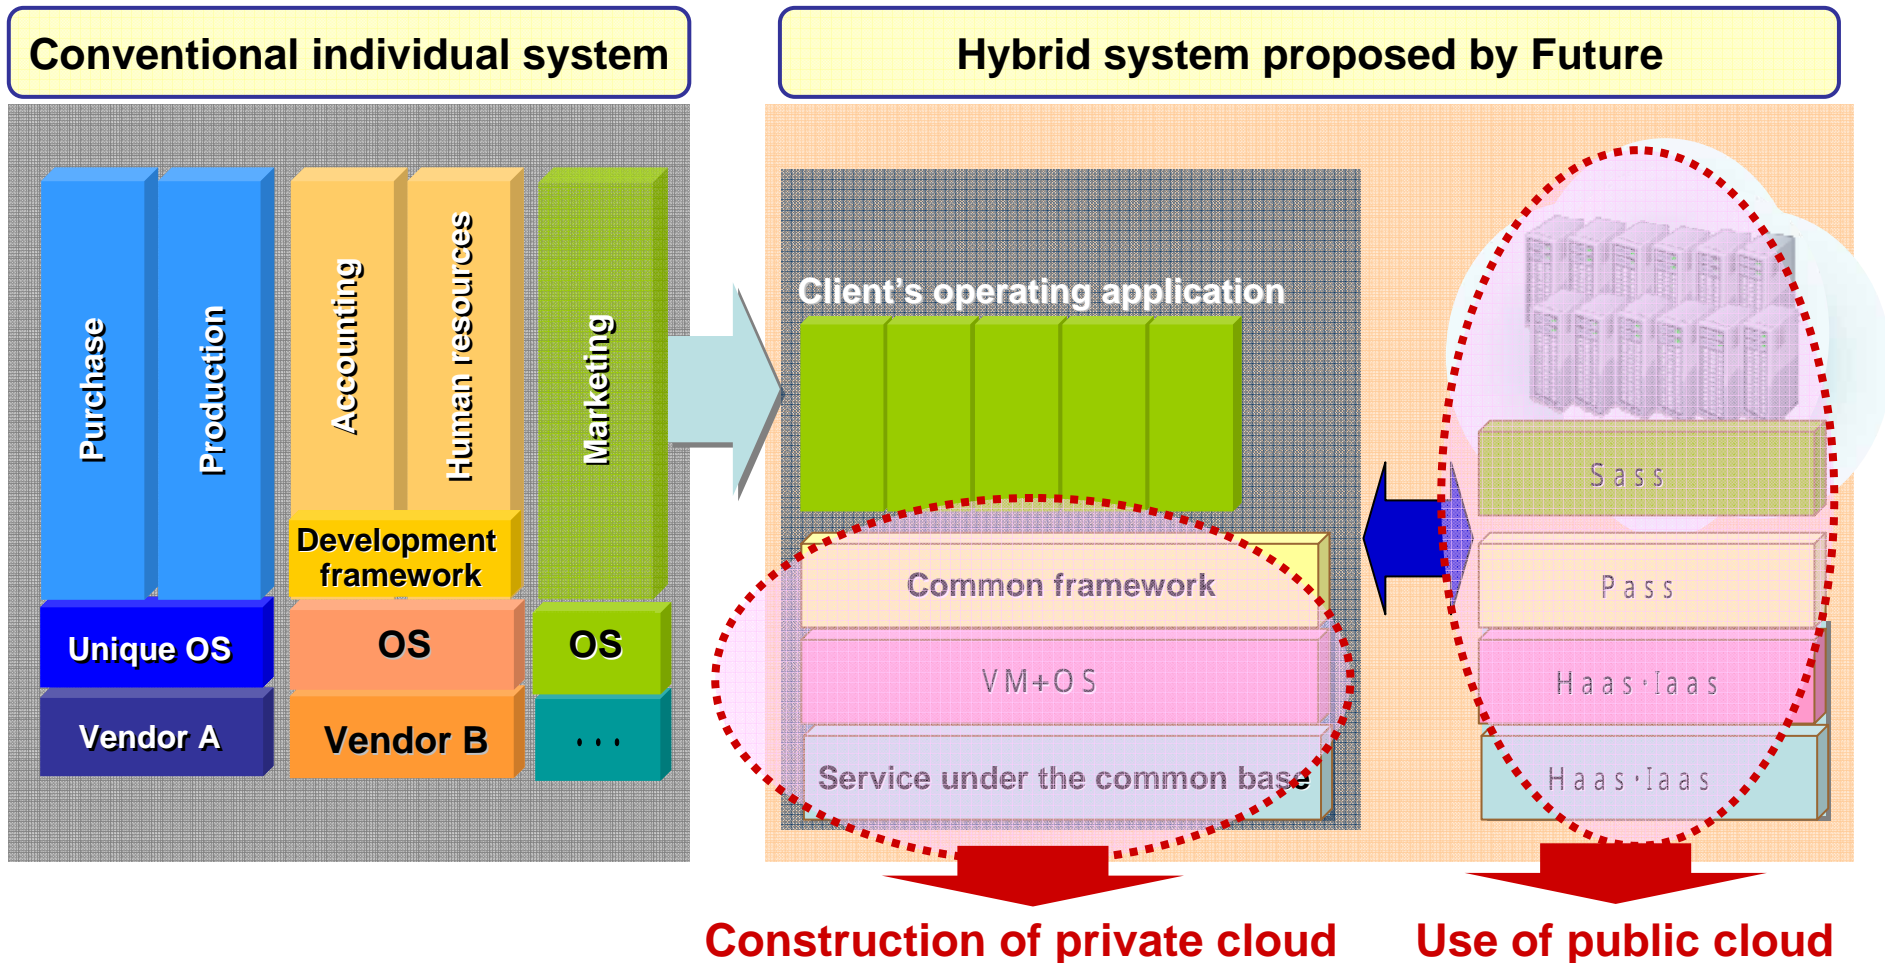 Conventional individual system
Hybrid system proposed by Future
Purchase
Production
Accounting
Human resources
Marketing
Development
framework
Unique OS
OS
OS
Vendor A
Vendor B
・・・
Client's operating application
Common framework
VM+OS
Service under the common base
Sass
Pass
Haas・Iaas
Haas・Iaas
Construction of private cloud
Use of public cloud